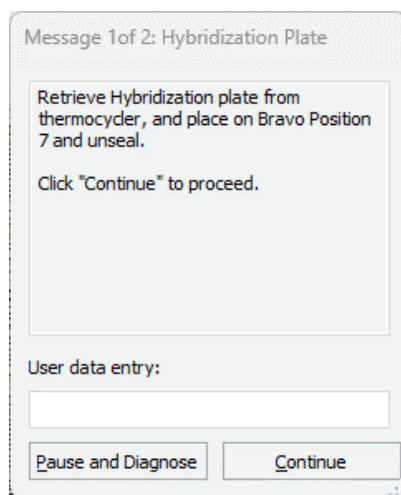 Message 1of 2: Hybridization Plate
Retrieve Hybridization plate from
thermocycler, and place on Bravo Position
7 and unseal.
Click "Continue" to proceed.
User data entry:
Pause and Diagnose
Continue